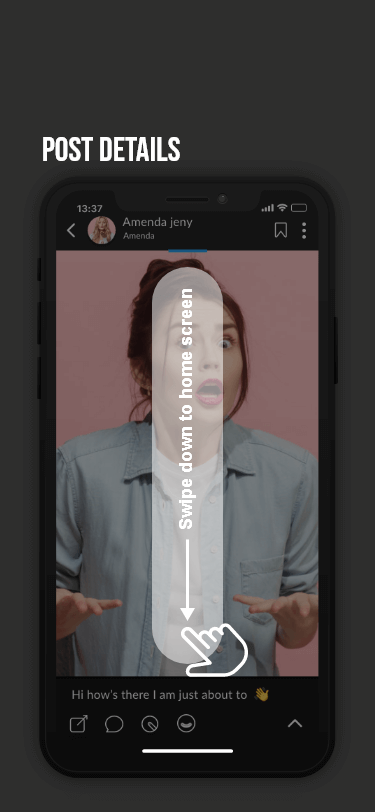 POST DETAILS
13:37
Amenda jeny
Amenda
Swipe down to home screen
Hi how's there I am just about to 👋